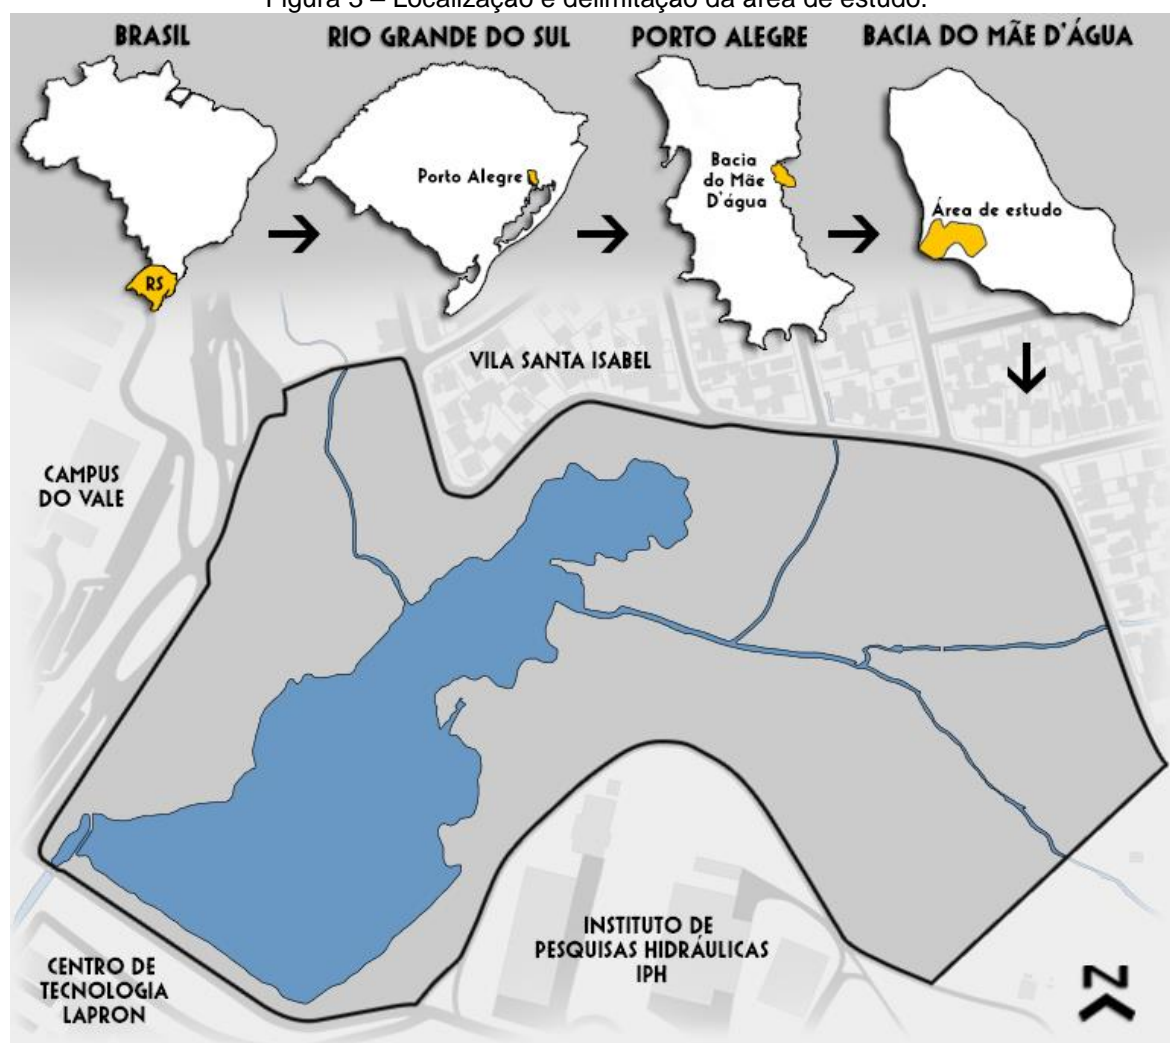 Figura 3 – Localização e delimitação da área de estudo.
BRASIL
RIO GRANDE DO SUL
PORTO ALEGRE
BACIA DO MÃE D'ÁGUA
RS
Porto Alegre
Bacia
do Mãe
D'água
Área de estudo
VILA SANTA ISABEL
CAMPUS
DO VALE
INSTITUTO DE
PESQUISAS HIDRÁULICAS
IPH
CENTRO DE
TECNOLOGIA
LAPRON
N